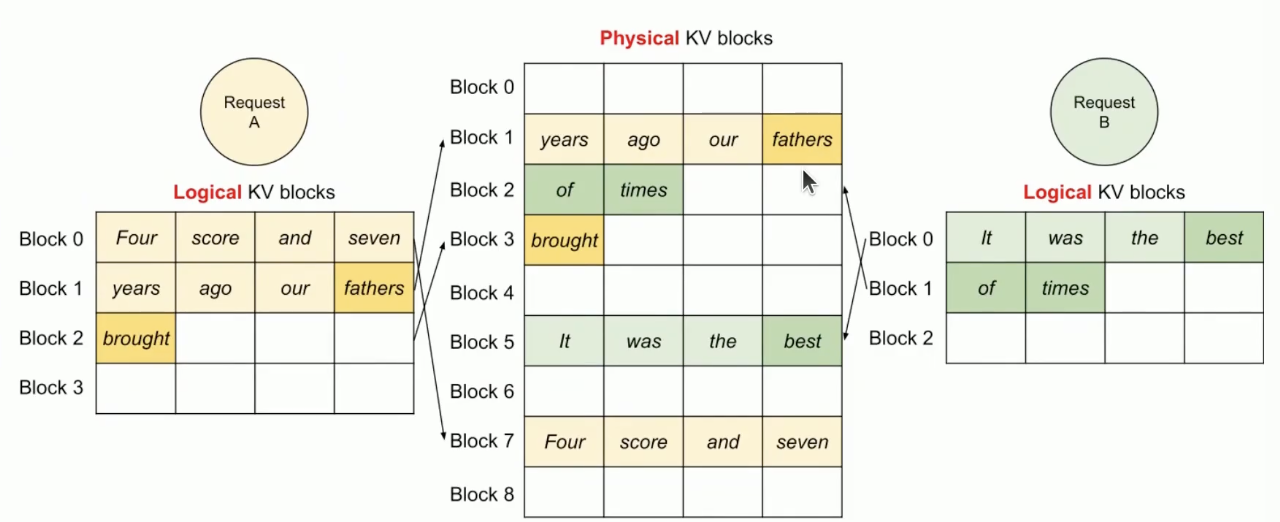 Physical KV blocks
Request
A
Logical KV blocks
Block 0 Four score and seven
Block 1 years ago our fathers
Block 2 brought
Block 3
Block 0
Block 1 years ago our fathers
Block 2 of times
Block 3 brought
Block 4
Block 5 It was the best
Block 6
Block 7 Four score and seven
Block 8
Request
B
Logical KV blocks
Block 0 It was the best
Block 1 of times
Block 2